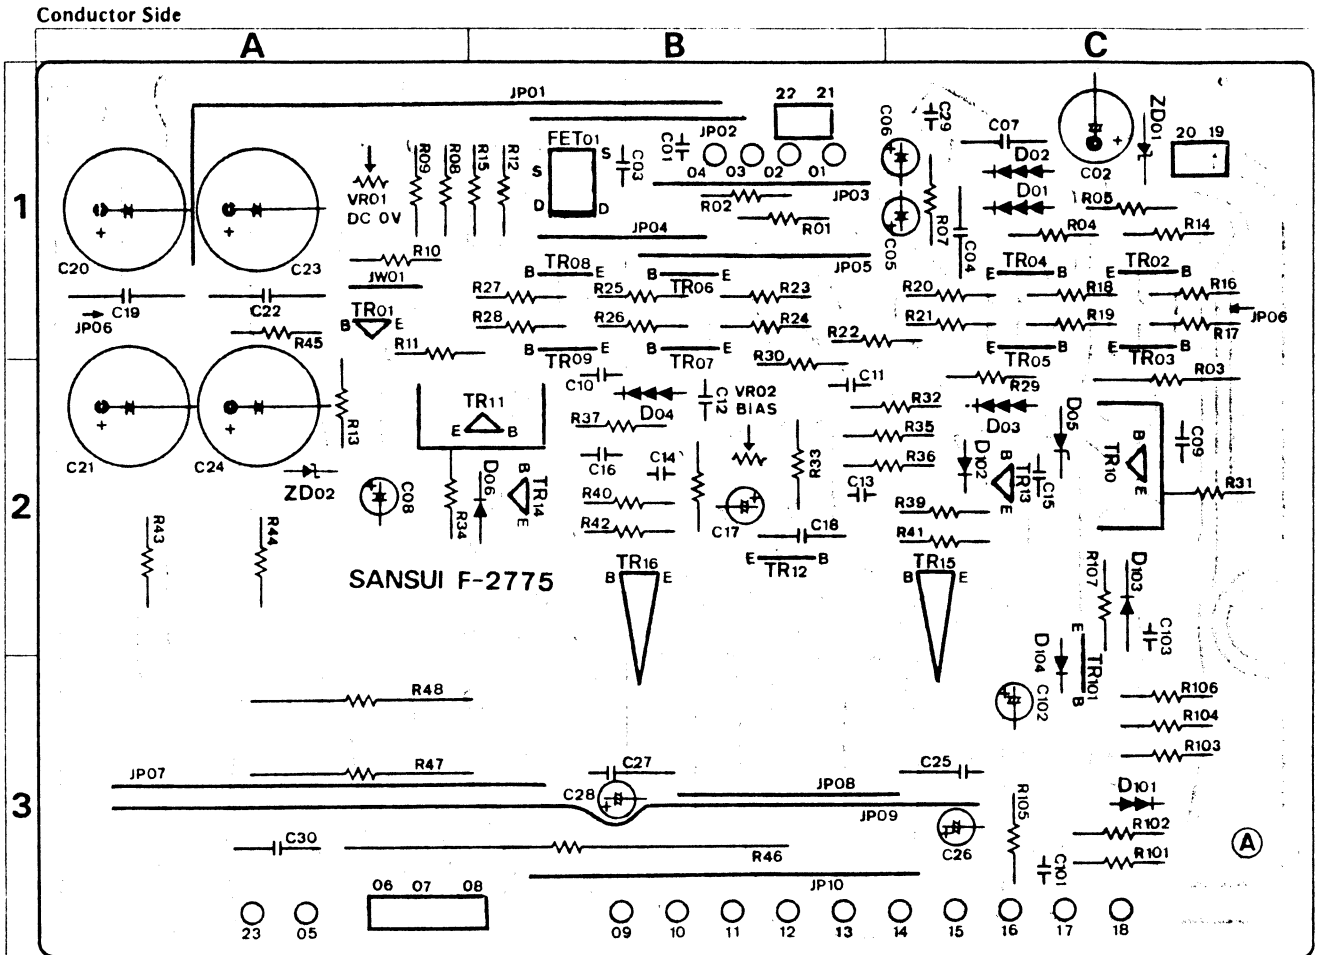 Conductor Side
A B C
JP01
22 21
FET01
S
S
D D
C03
C01
JP02
04 03 02 01
C06
C29
C07
D02
D01
C02
ZD01
20 19
R09
R08
R15
R12
1
VR01
DC 0V
R02
JP03
R01
C05
R07
C04
R05
R04
R14
C20
C23
R10
JW01
JP04
JP05
TR08
B E
TR06
B E
TR04
E B
TR02
E B
C19
JP06
C22
R27
R25
R23
R20
R18
R16
JP06
TR01
B E
R28
R26
R24
R21
R19
R17
R45
R11
R22
B E
TR09
B E
TR07
E B
TR05
E B
TR03
R30
C10
C11
R29
R03
D04
C12
VR02
BIAS
R13
TR11
E B
R37
R32
D03
D05
R35
R36
C09
TR10
B
E
C21
C24
ZD02
C08
R34
D06
B
TR14
E
C16
C14
R33
C13
D102
B
TR13
E
C15
R31
2
R40
R42
C17
C18
R39
R41
R43
R44
SANSUI F-2775
TR16
B E
E B
TR12
TR15
B E
R107
D103
C103
E
TR101
B
D104
C102
R48
R106
R104
R103
R47
JP07
C27
C25
C28
JP08
JP09
D101
3
C30
R46
C26
R105
R102
R101
A
JP10
C101
06 07 08
23 05 09 10 11 12 13 14 15 16 17 18